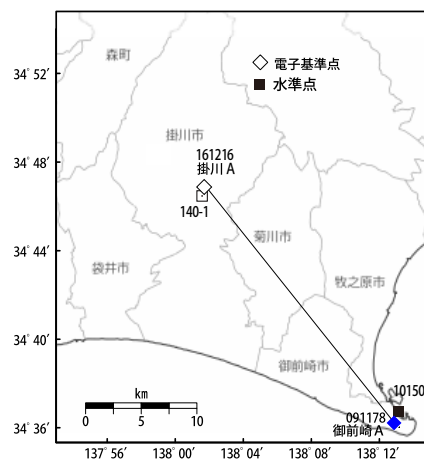 34° 52'
34° 48'
34° 44'
34° 40'
34° 36'
森町
電子基準点
水準点
掛川市
161216
掛川 A
140-1
菊川市
袋井市
牧之原市
御前崎市
km
0 5 10
10150
091178
御前崎 A
137° 56' 138° 00' 138° 04' 138° 08' 138° 12'